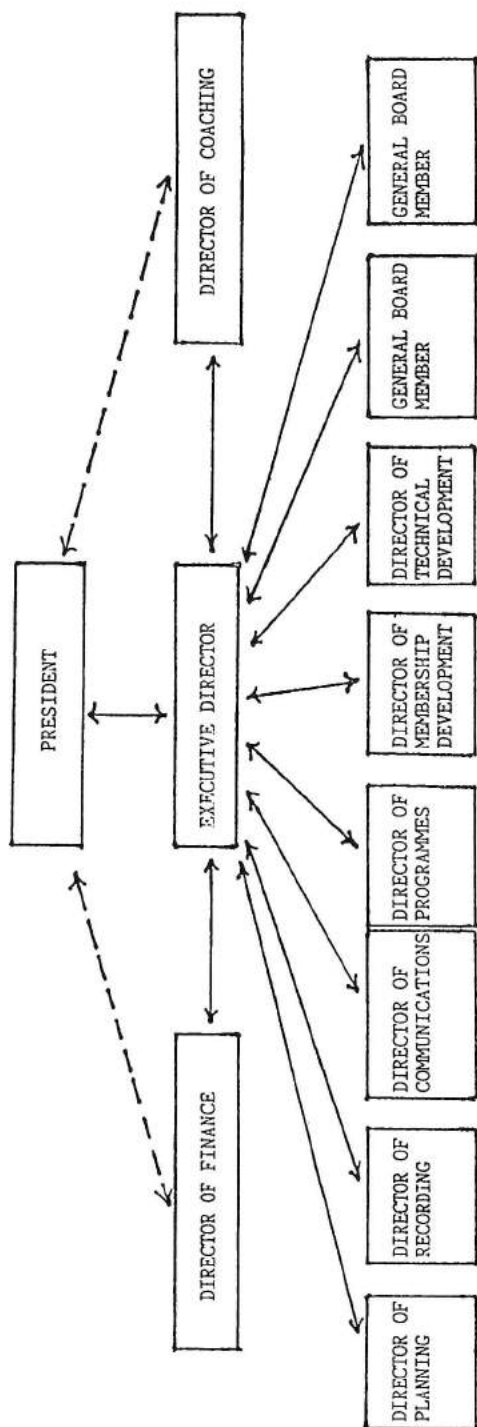 PRESIDENT
DIRECTOR OF FINANCE
EXECUTIVE DIRECTOR
DIRECTOR OF COACHING
DIRECTOR OF
PLANNING
DIRECTOR OF
RECORDING
DIRECTOR OF
COMMUNICATIONS
DIRECTOR OF
PROGRAMMES
DIRECTOR OF
MEMBERSHIP
DEVELOPMENT
DIRECTOR OF
TECHNICAL
DEVELOPMENT
GENERAL BOARD
MEMBER
GENERAL BOARD
MEMBER